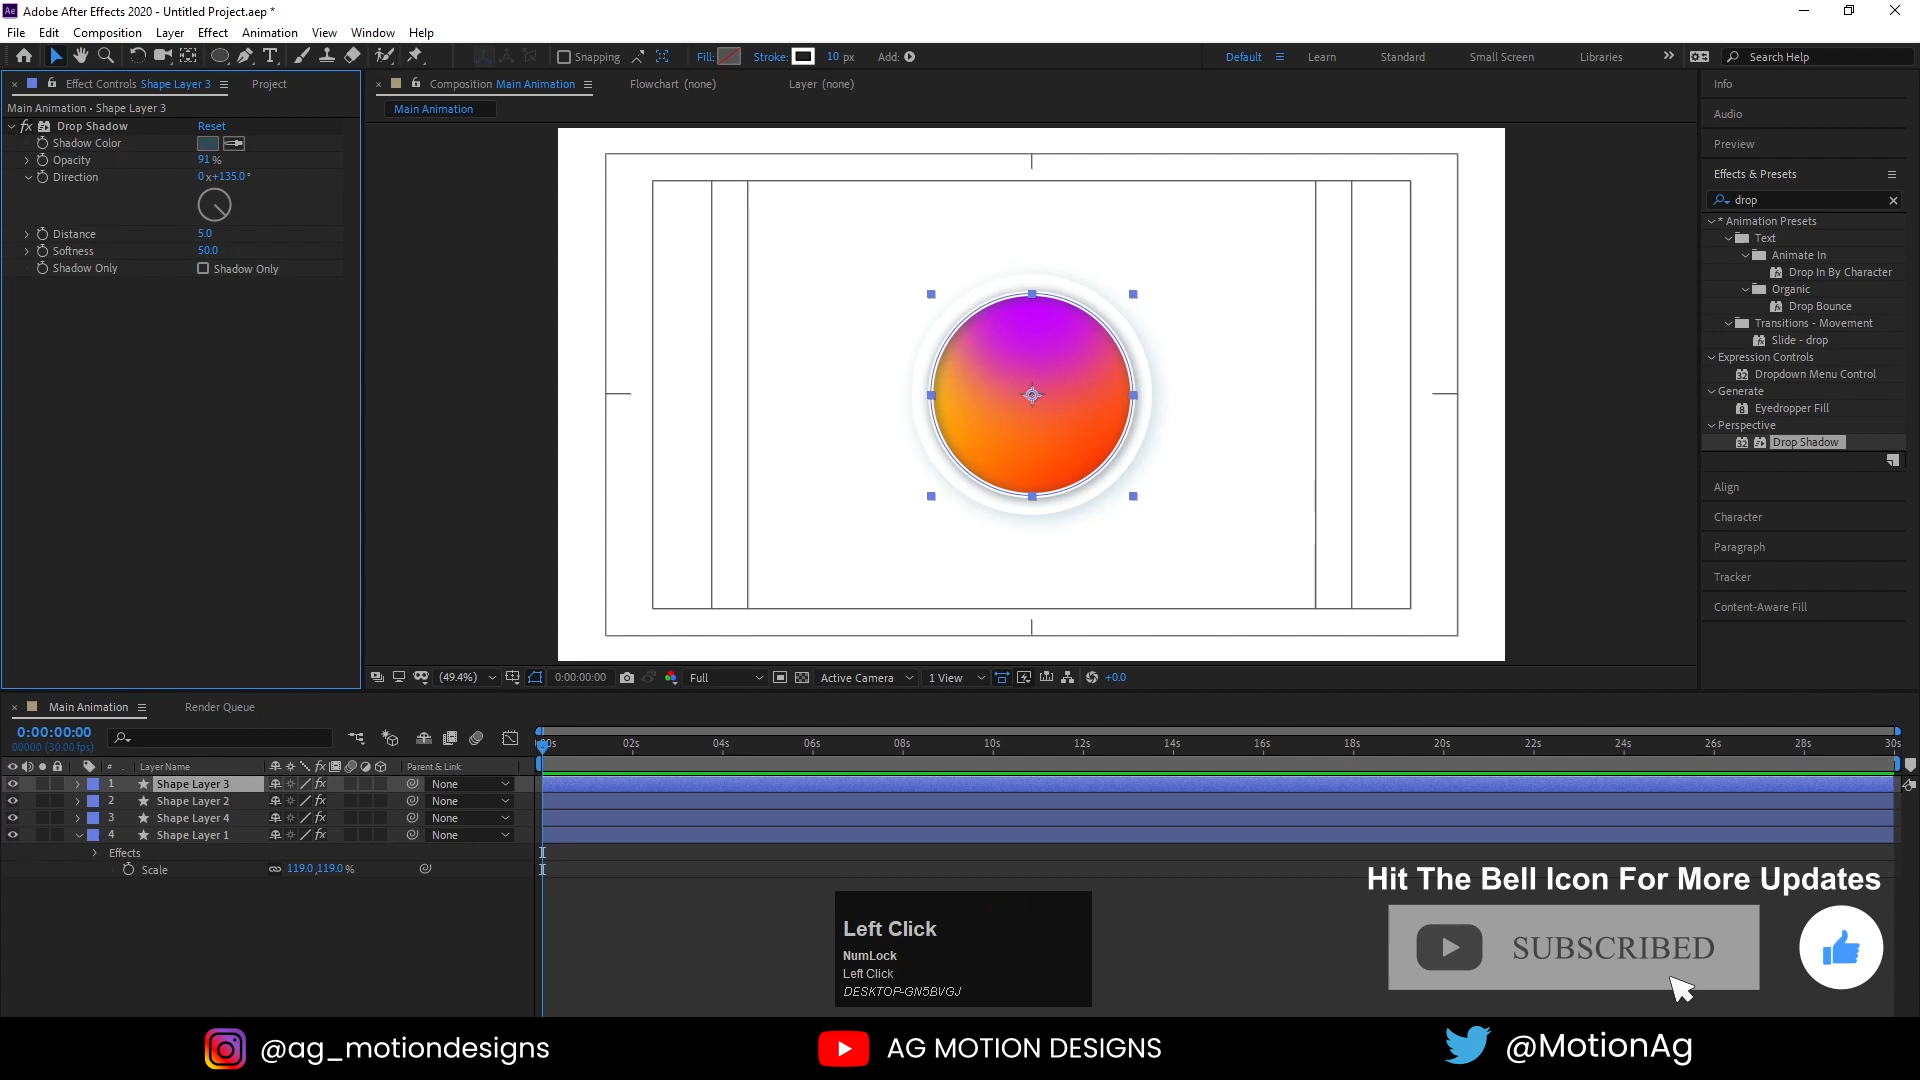 Adobe After Effects 2020 - Untitled Project.aep *
File Edit Composition Layer Effect Animation View Window Help
Snapping Fill: Stroke: 10 px Add: Default Learn Standard Small Screen Libraries Search Help
Effect Controls Shape Layer 3 Project
Composition Main Animation Flowchart (none) Layer (none)
Info
Main Animation • Shape Layer 3
Main Animation
Audio
fx Drop Shadow Reset
Shadow Color
Opacity 91 %
Direction 0x+135.0°
Distance 5.0
Softness 50.0
Shadow Only Shadow Only
Preview
Effects & Presets
drop
* Animation Presets
Text
Animate In
Drop In By Character
Organic
Drop Bounce
Transitions - Movement
Slide - drop
Expression Controls
Dropdown Menu Control
Generate
Eyedropper Fill
Perspective
Drop Shadow
Align
Character
Paragraph
Tracker
Content-Aware Fill
(49.4%) 0:00:00:00 Full Active Camera 1 View +0.0
Main Animation Render Queue
0:00:00:00
00000 (30.00 fps)
02s 04s 06s 08s 10s 12s 14s 16s 18s 20s 22s 24s 26s 28s 30s
# Layer Name Parent & Link
1 Shape Layer 3 None
2 Shape Layer 2 None
3 Shape Layer 4 None
4 Shape Layer 1 None
Effects
Scale 119.0,119.0%
Hit The Bell Icon For More Updates
SUBSCRIBED
Left Click
NumLock
Left Click
DESKTOP-GN5BVGJ
@ag_motiondesigns AG MOTION DESIGNS @MotionAg